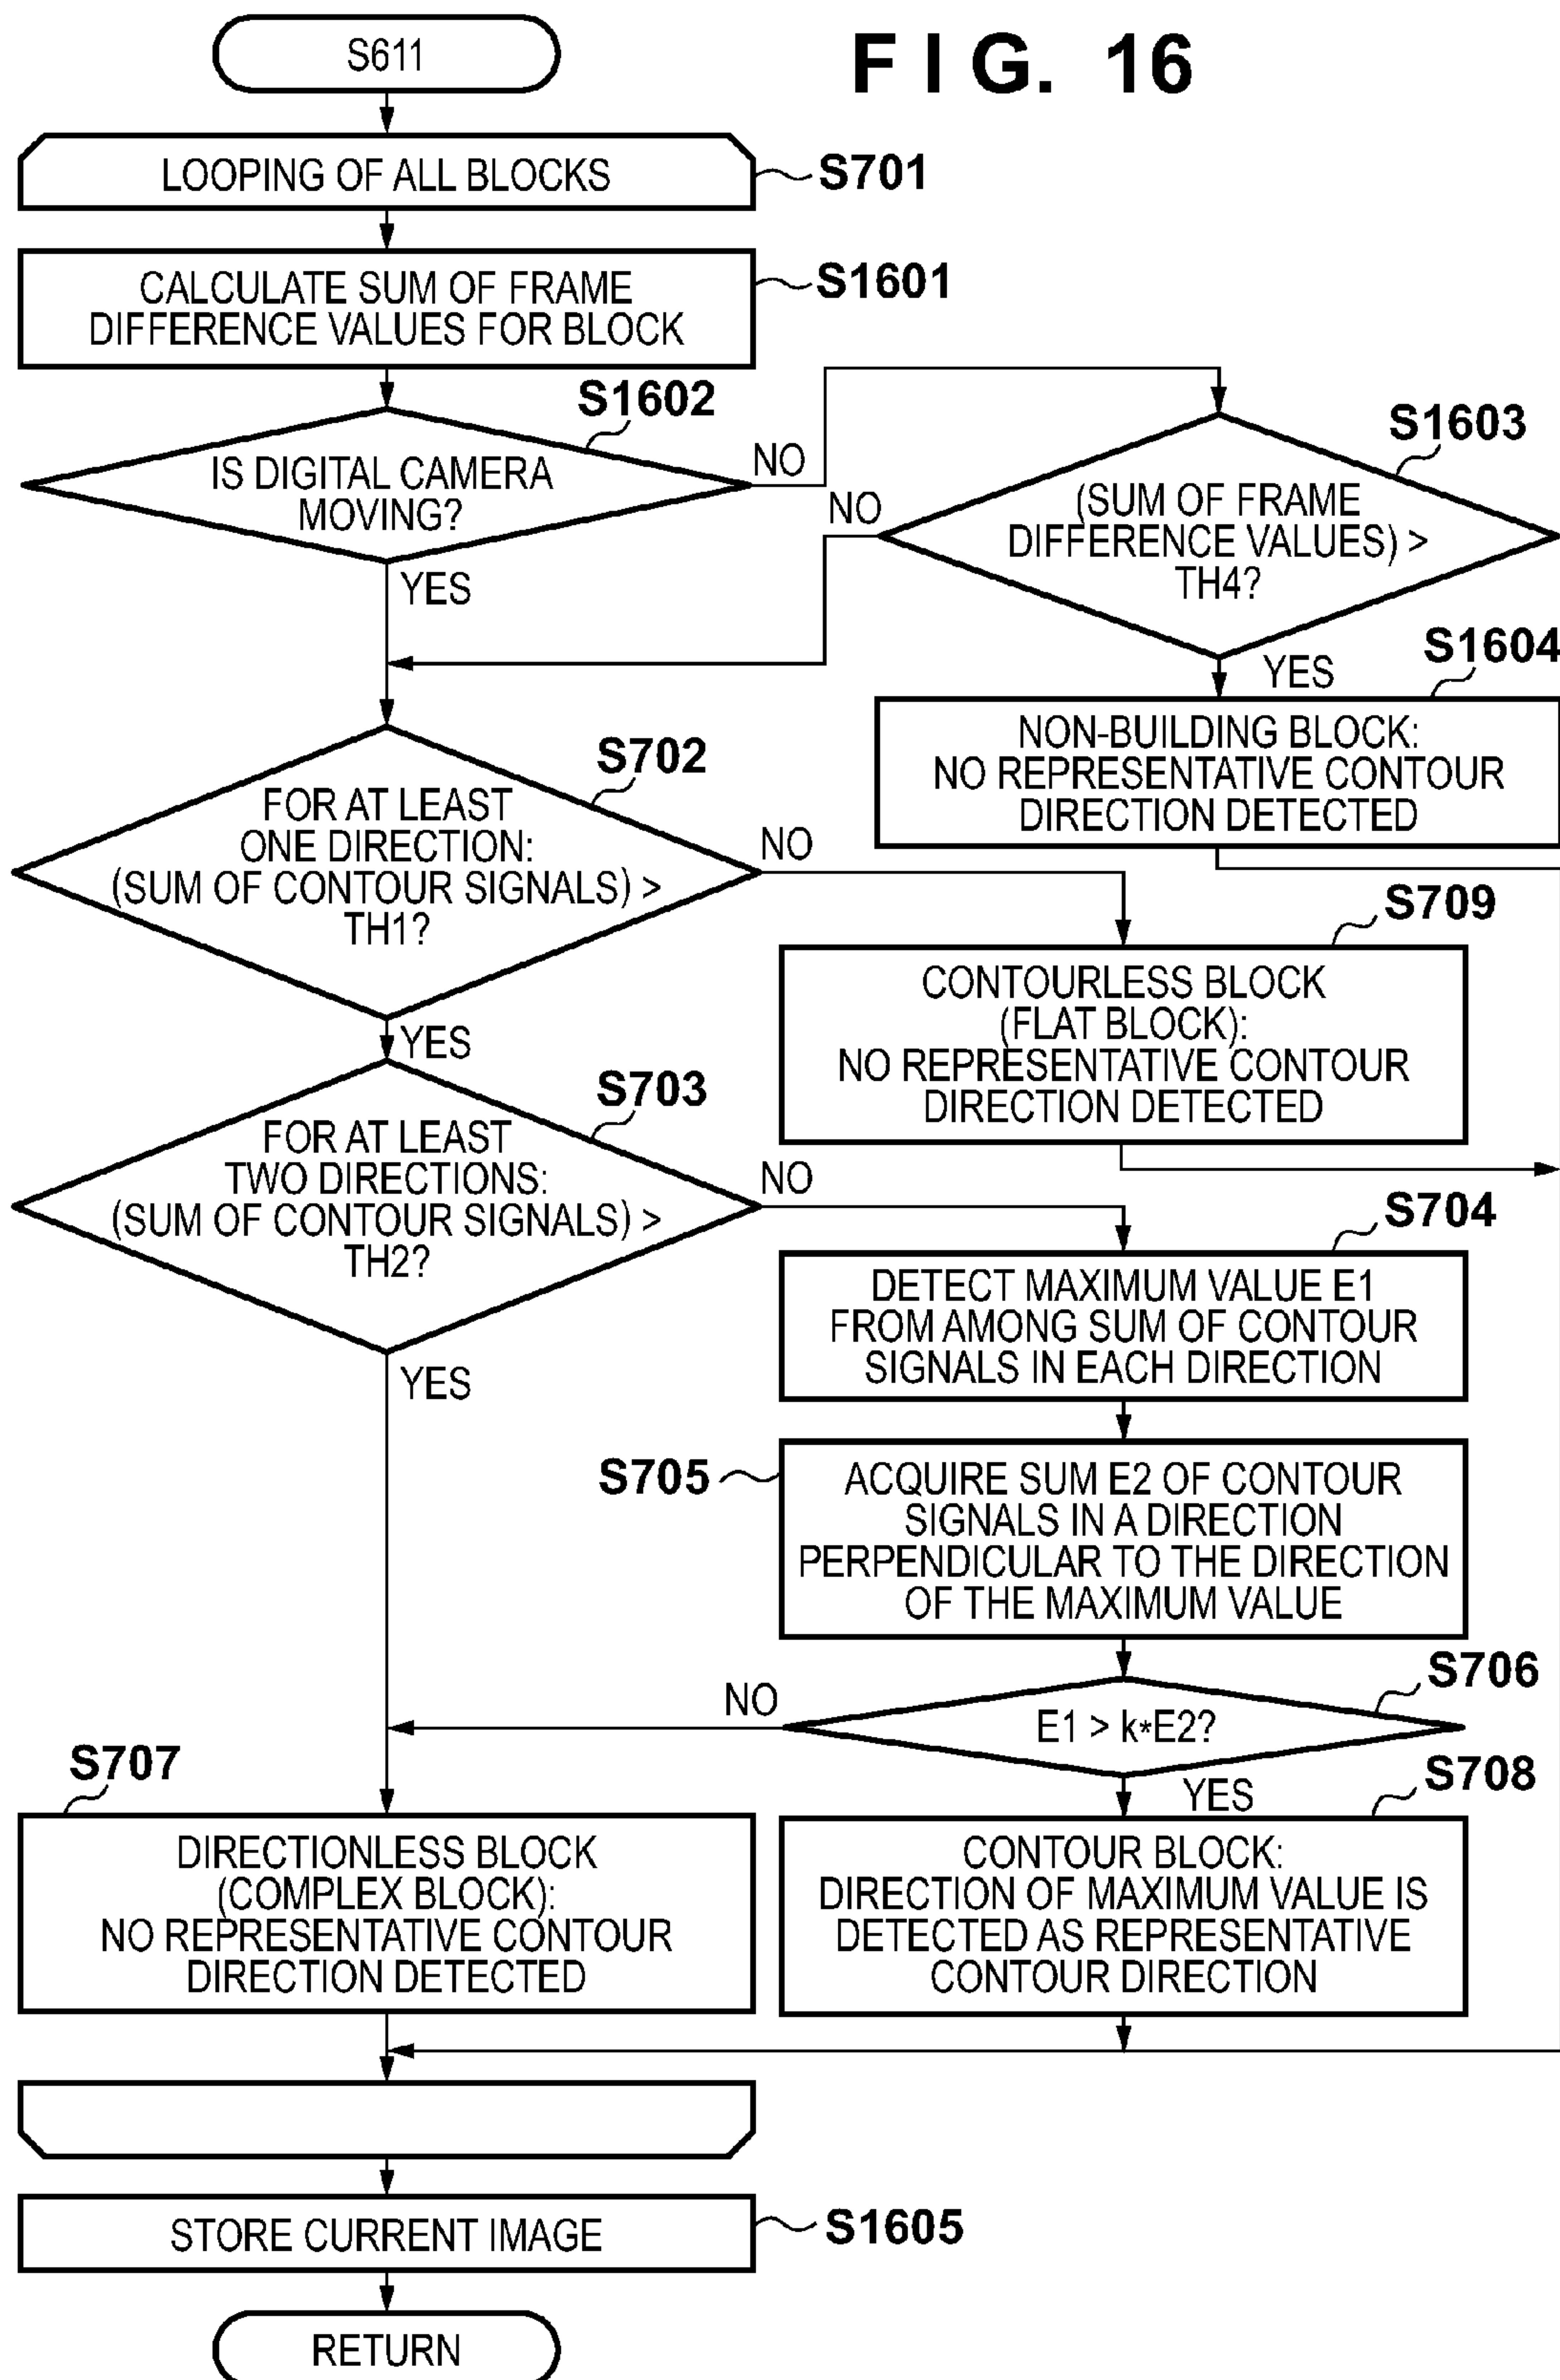 FIG. 16
S611
LOOPING OF ALL BLOCKS
S701
CALCULATE SUM OF FRAME
DIFFERENCE VALUES FOR BLOCK
S1601
S1602
IS DIGITAL CAMERA
MOVING?
NO
YES
S1603
(SUM OF FRAME
DIFFERENCE VALUES) >
TH4?
NO
YES
S1604
NON-BUILDING BLOCK:
NO REPRESENTATIVE CONTOUR
DIRECTION DETECTED
S702
FOR AT LEAST
ONE DIRECTION:
(SUM OF CONTOUR SIGNALS) >
TH1?
NO
YES
S709
CONTOURLESS BLOCK
(FLAT BLOCK):
NO REPRESENTATIVE CONTOUR
DIRECTION DETECTED
S703
FOR AT LEAST
TWO DIRECTIONS:
(SUM OF CONTOUR SIGNALS) >
TH2?
NO
YES
S704
DETECT MAXIMUM VALUE E1
FROM AMONG SUM OF CONTOUR
SIGNALS IN EACH DIRECTION
S705
ACQUIRE SUM E2 OF CONTOUR
SIGNALS IN A DIRECTION
PERPENDICULAR TO THE DIRECTION
OF THE MAXIMUM VALUE
S706
E1 > k*E2?
NO
YES
S707
DIRECTIONLESS BLOCK
(COMPLEX BLOCK):
NO REPRESENTATIVE CONTOUR
DIRECTION DETECTED
S708
CONTOUR BLOCK:
DIRECTION OF MAXIMUM VALUE IS
DETECTED AS REPRESENTATIVE
CONTOUR DIRECTION
STORE CURRENT IMAGE
S1605
RETURN